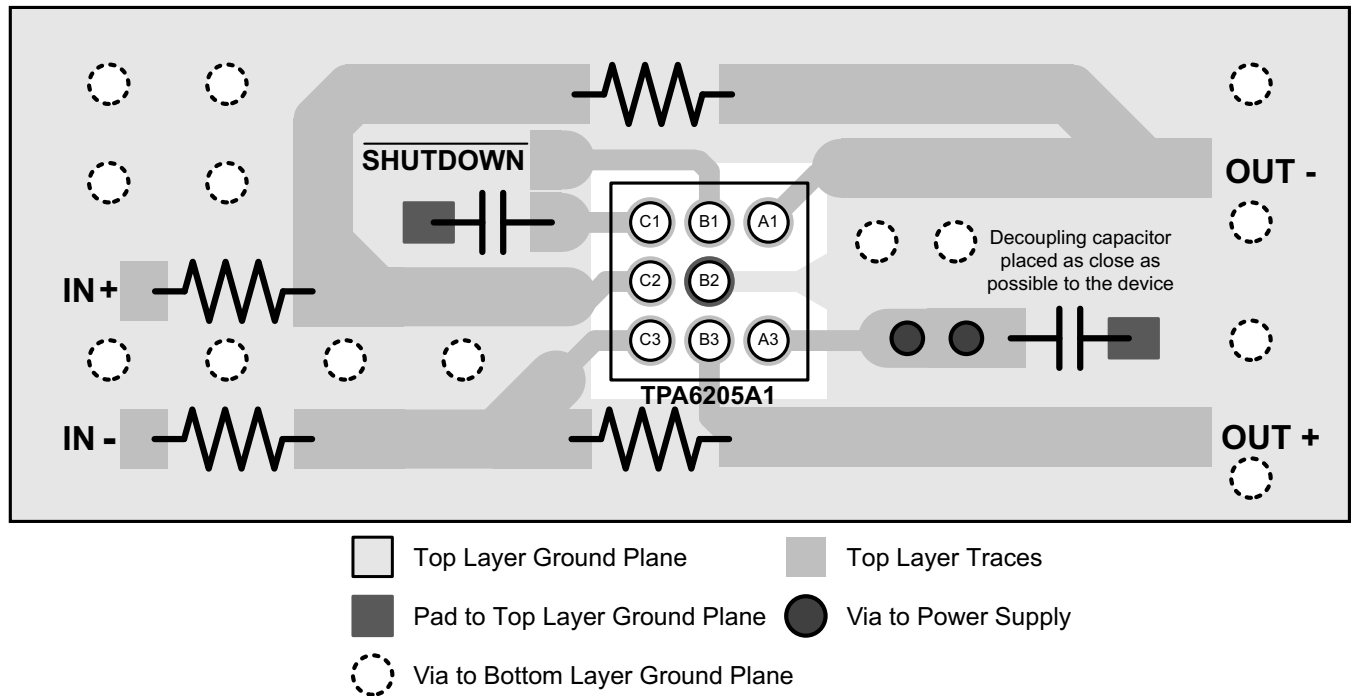 SHUTDOWN
OUT -
C1 B1 A1
Decoupling capacitor
placed as close as
possible to the device
C2 B2
IN+
C3 B3 A3
TPA6205A1
IN -
OUT +
Top Layer Ground Plane
Top Layer Traces
Pad to Top Layer Ground Plane
Via to Power Supply
Via to Bottom Layer Ground Plane